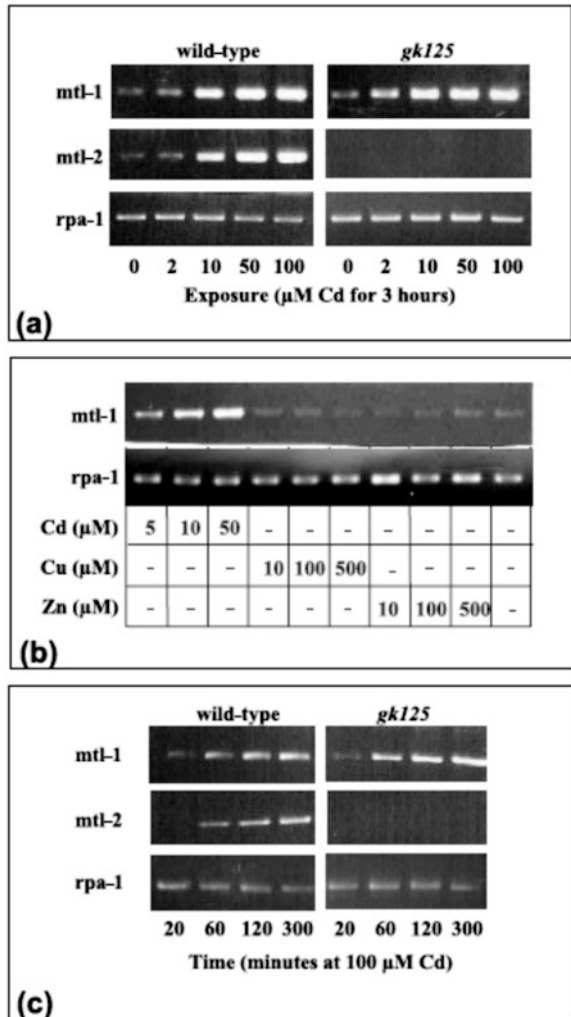 wild-type gk125
mtl-1
mtl-2
rpa-1
0 2 10 50 100 0 2 10 50 100
Exposure (µM Cd for 3 hours)
(a)
mtl-1
rpa-1
Cd (µM) 5 10 50 - - - - - - -
Cu (µM) - - - 10 100 500 - - - -
Zn (µM) - - - - - - 10 100 500 -
(b)
wild-type gk125
mtl-1
mtl-2
rpa-1
20 60 120 300 20 60 120 300
Time (minutes at 100 µM Cd)
(c)